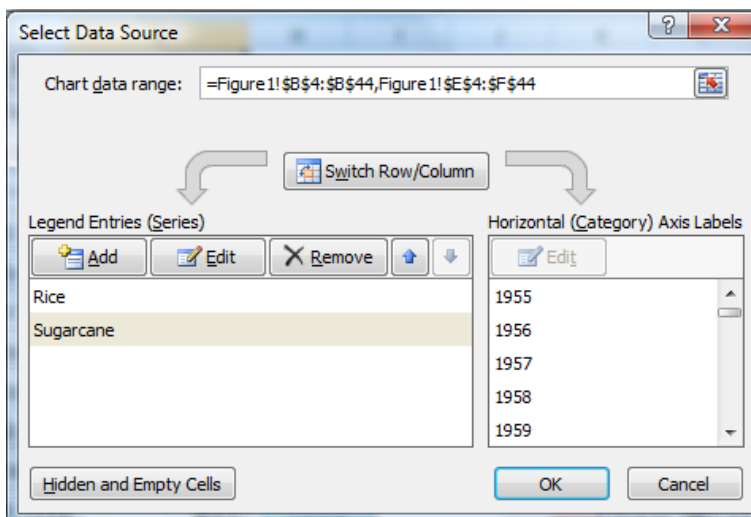 Select Data Source
Chart data range: =Figure1!$B$4:$B$44,Figure1!$E$4:$F$44
Switch Row/Column
Legend Entries (Series)
Add Edit Remove
Rice
Sugarcane
Horizontal (Category) Axis Labels
Edit
1955
1956
1957
1958
1959
Hidden and Empty Cells
OK Cancel